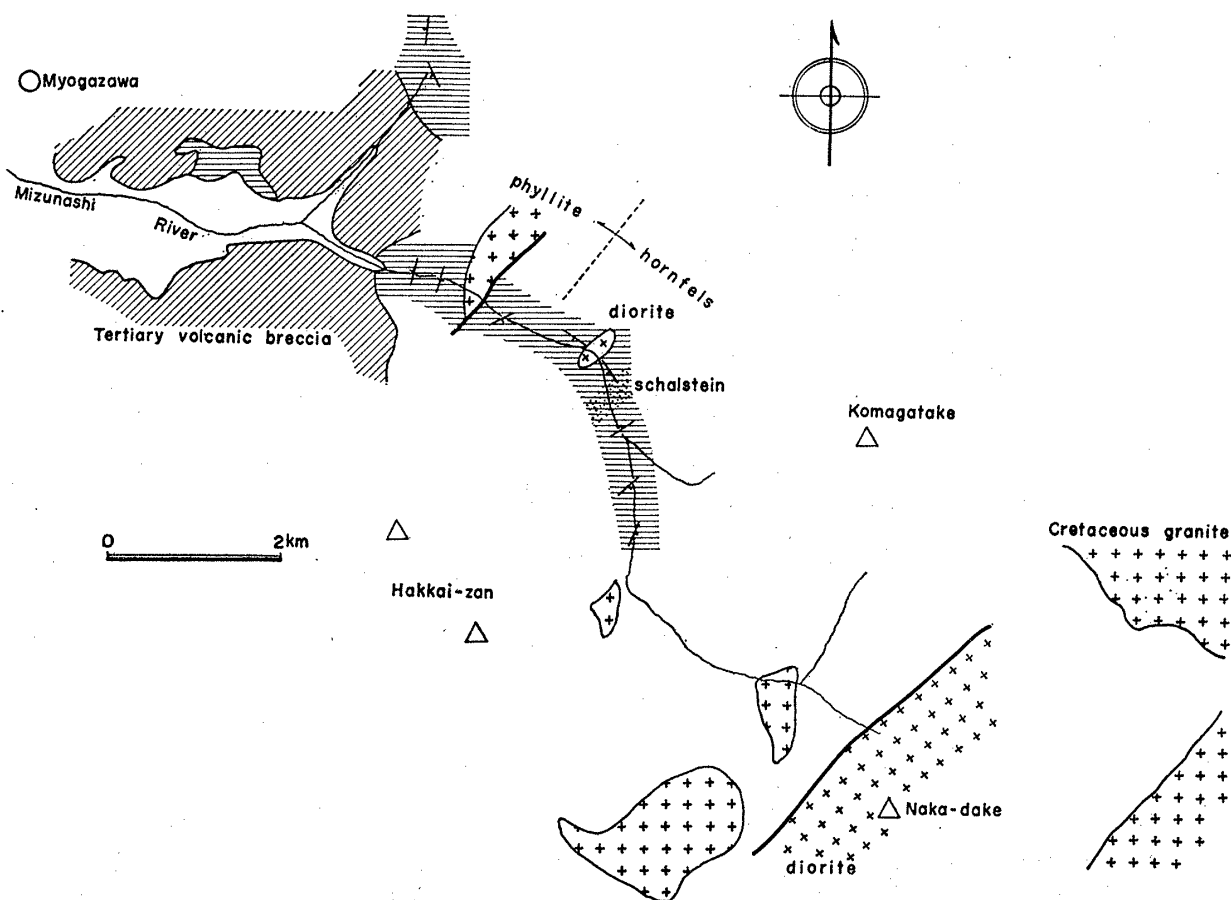 Myogazawa
Mizunashi
River
phyllite
hornfels
Tertiary volcanic breccia
diorite
schalstein
Komagatake
0 2km
Cretaceous granite
Hakkai-zan
Naka-dake
diorite